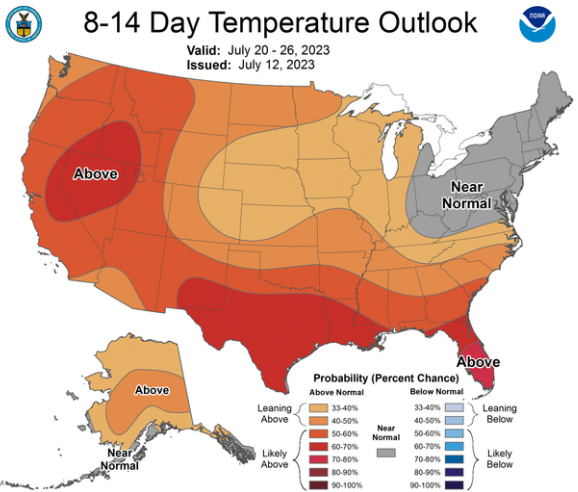 8-14 Day Temperature Outlook
Valid: July 20 - 26, 2023
Issued: July 12, 2023
NOAA
Above
Near
Normal
Above
Above
Near
Normal
Probability (Percent Chance)
Above Normal
Below Normal
Leaning
Above
33-40%
40-50%
50-60%
60-70%
70-80%
80-90%
90-100%
Likely
Above
Near
Normal
33-40%
40-50%
50-60%
60-70%
70-80%
80-90%
90-100%
Leaning
Below
Likely
Below